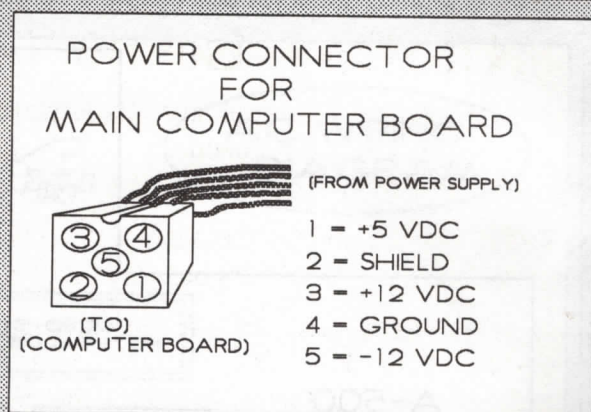 POWER CONNECTOR
FOR
MAIN COMPUTER BOARD
(FROM POWER SUPPLY)
1 = +5 VDC
2 = SHIELD
3 = +12 VDC
4 = GROUND
5 = -12 VDC
3 4
5
2 1
(TO)
(COMPUTER BOARD)